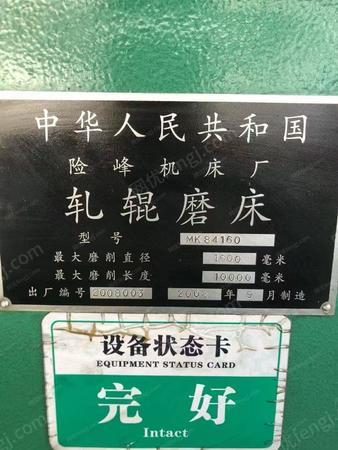 中华人民共和国
险峰机床厂
轧辊磨床
型号 MK84160
最大磨削直径 1600 毫米
最大磨削长度 10000 毫米
出厂编号 2008003 2008 年 9 月制造
设备状态卡
EQUIPMENT STATUS CARD
完好
Intact